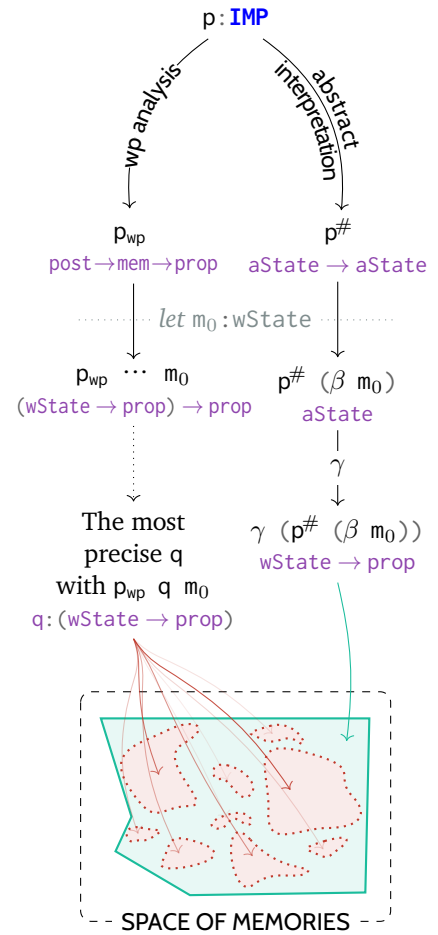 p:IMP
wp analysis
abstract
interpretation
p_wp
post→mem→prop
p^#
aState → aState
let m₀:wState
p_wp ⋯ m₀
(wState → prop) → prop
p^# (β m₀)
aState
γ
The most
precise q
with p_wp q m₀
q:(wState → prop)
γ (p^# (β m₀))
wState → prop
SPACE OF MEMORIES